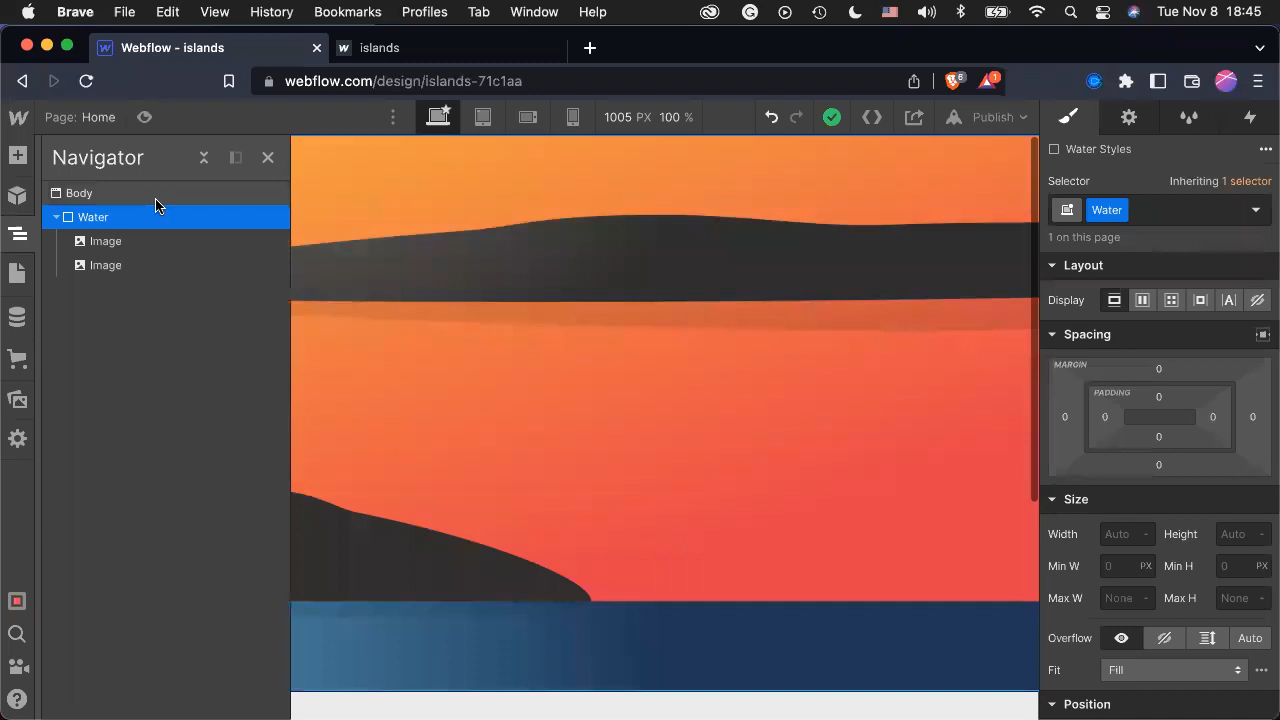 Brave File Edit View History Bookmarks Profiles Tab Window Help Tue Nov 8 18:45
Webflow - islands
islands
webflow.com/design/islands-71c1aa
6
1
Page: Home
1005 PX 100 %
Publish
Navigator
Body
Water
Image
Image
Water Styles
Selector
Inheriting 1 selector
Water
1 on this page
Layout
Display
Spacing
MARGIN
0
PADDING
0
0 0 0 0
0
0
Size
Width Auto - Height Auto -
Min W 0 PX Min H 0 PX
Max W None - Max H None -
Overflow Auto
Fit Fill
Position